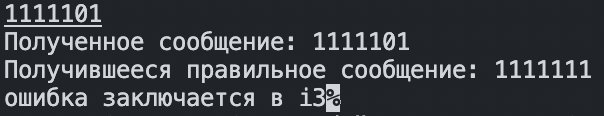 1111101
Полученное сообщение: 1111101
Получившееся правильное сообщение: 1111111
ошибка заключается в i3%